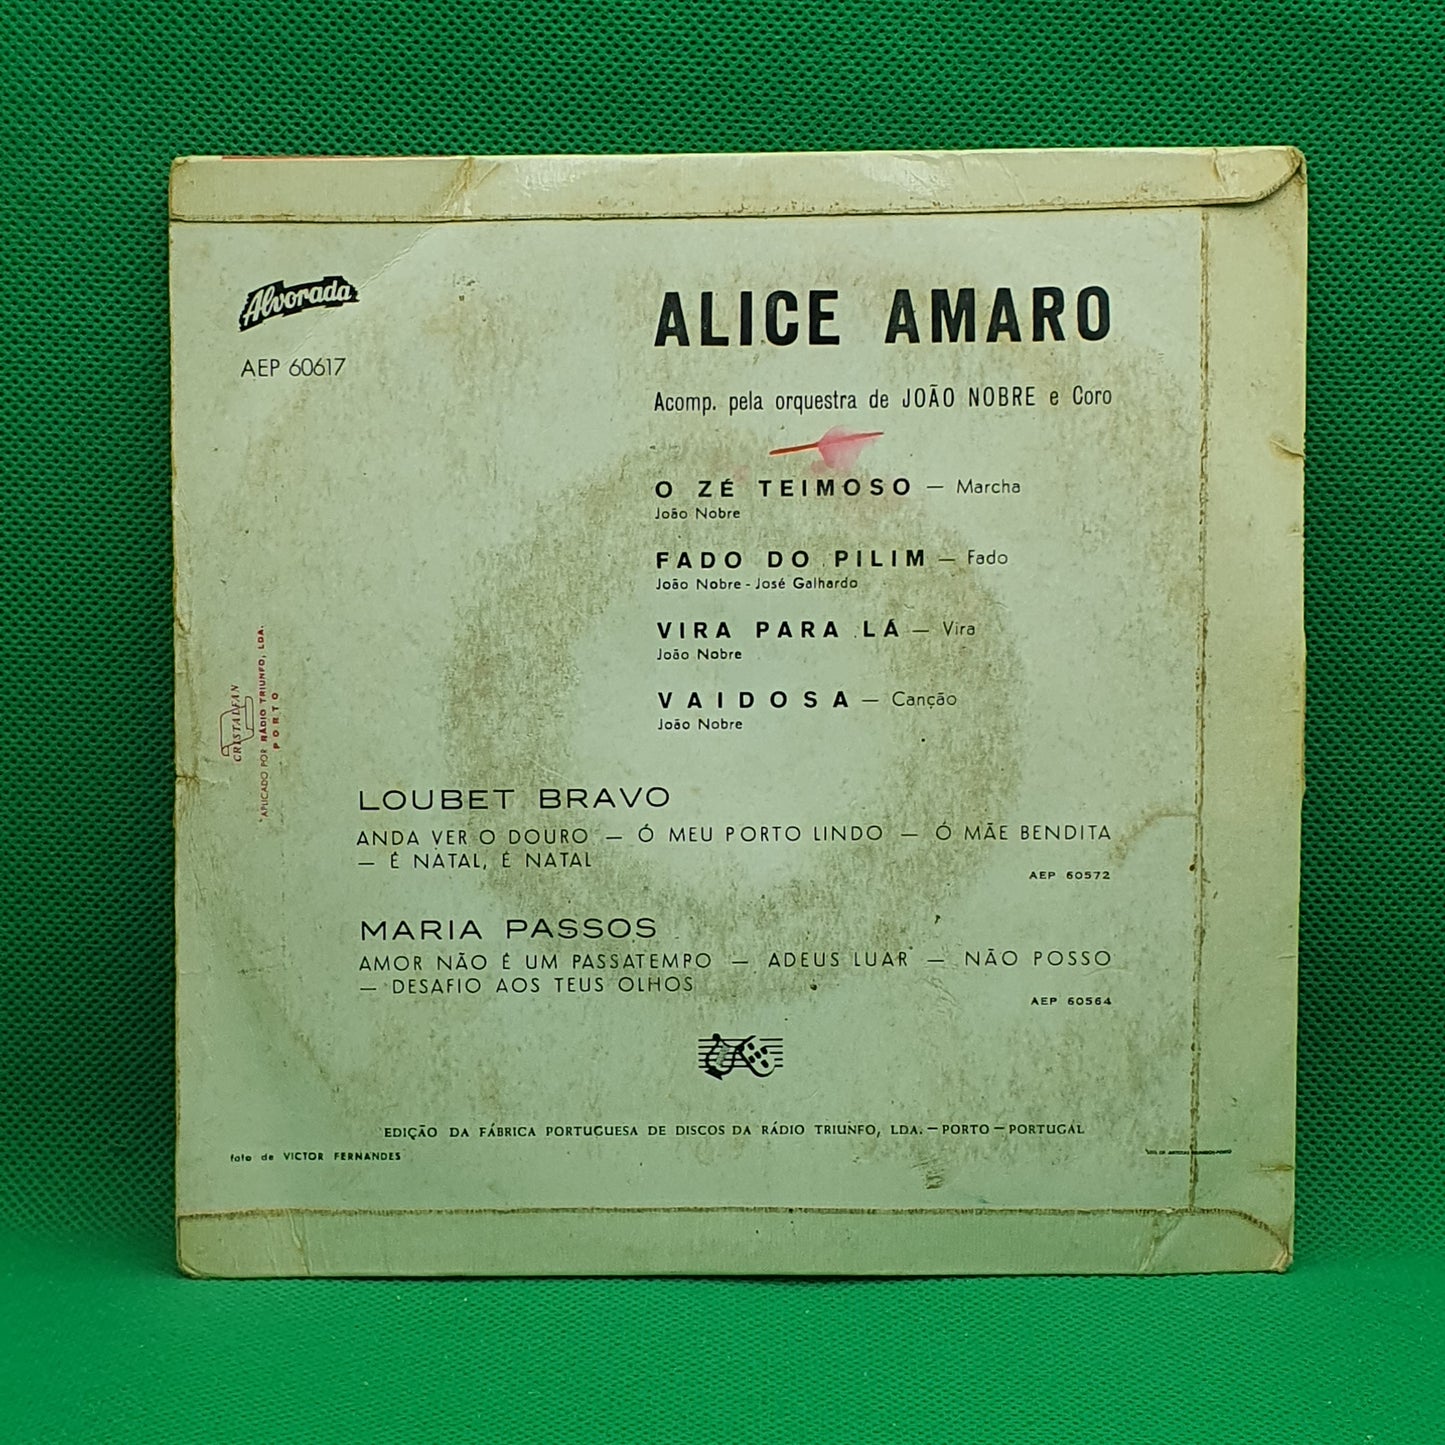 Alvorada
AEP 60617
ALICE AMARO
Acomp. pela orquestra de JOÃO NOBRE e Coro
O ZÉ TEIMOSO — Marcha
João Nobre
FADO DO PILIM — Fado
João Nobre - José Galhardo
VIRA PARA LÁ — Vira
João Nobre
VAIDOSA — Canção
João Nobre
CRISTALFAN
APLICADO POR RÁDIO TRIUNFO, LDA.
PORTO
LOUBET BRAVO
ANDA VER O DOURO — Ó MEU PORTO LINDO — Ó MÃE BENDITA
— É NATAL, É NATAL
AEP 60572
MARIA PASSOS
AMOR NÃO É UM PASSATEMPO — ADEUS LUAR — NÃO POSSO
— DESAFIO AOS TEUS OLHOS
AEP 60564
EDIÇÃO DA FÁBRICA PORTUGUESA DE DISCOS DA RÁDIO TRIUNFO, LDA. — PORTO — PORTUGAL
foto de VICTOR FERNANDES